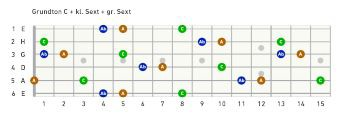 Grundton C + kl. Sext + gr. Sext
1 E Ab A C
2 H C Ab A C
3 G Ab A C Ab A
4 D Ab A C
5 A A C Ab A C
6 E Ab A C
1 2 3 4 5 6 7 8 9 10 11 12 13 14 15